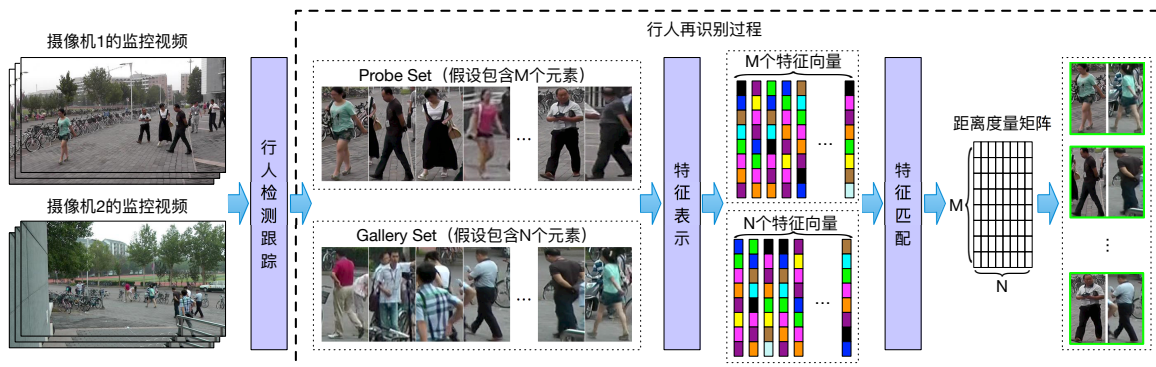 行人再识别过程
摄像机1的监控视频
摄像机2的监控视频
行人检测跟踪
Probe Set（假设包含M个元素）
...
Gallery Set（假设包含N个元素）
...
特征表示
M个特征向量
...
N个特征向量
...
特征匹配
距离度量矩阵
M
N
...